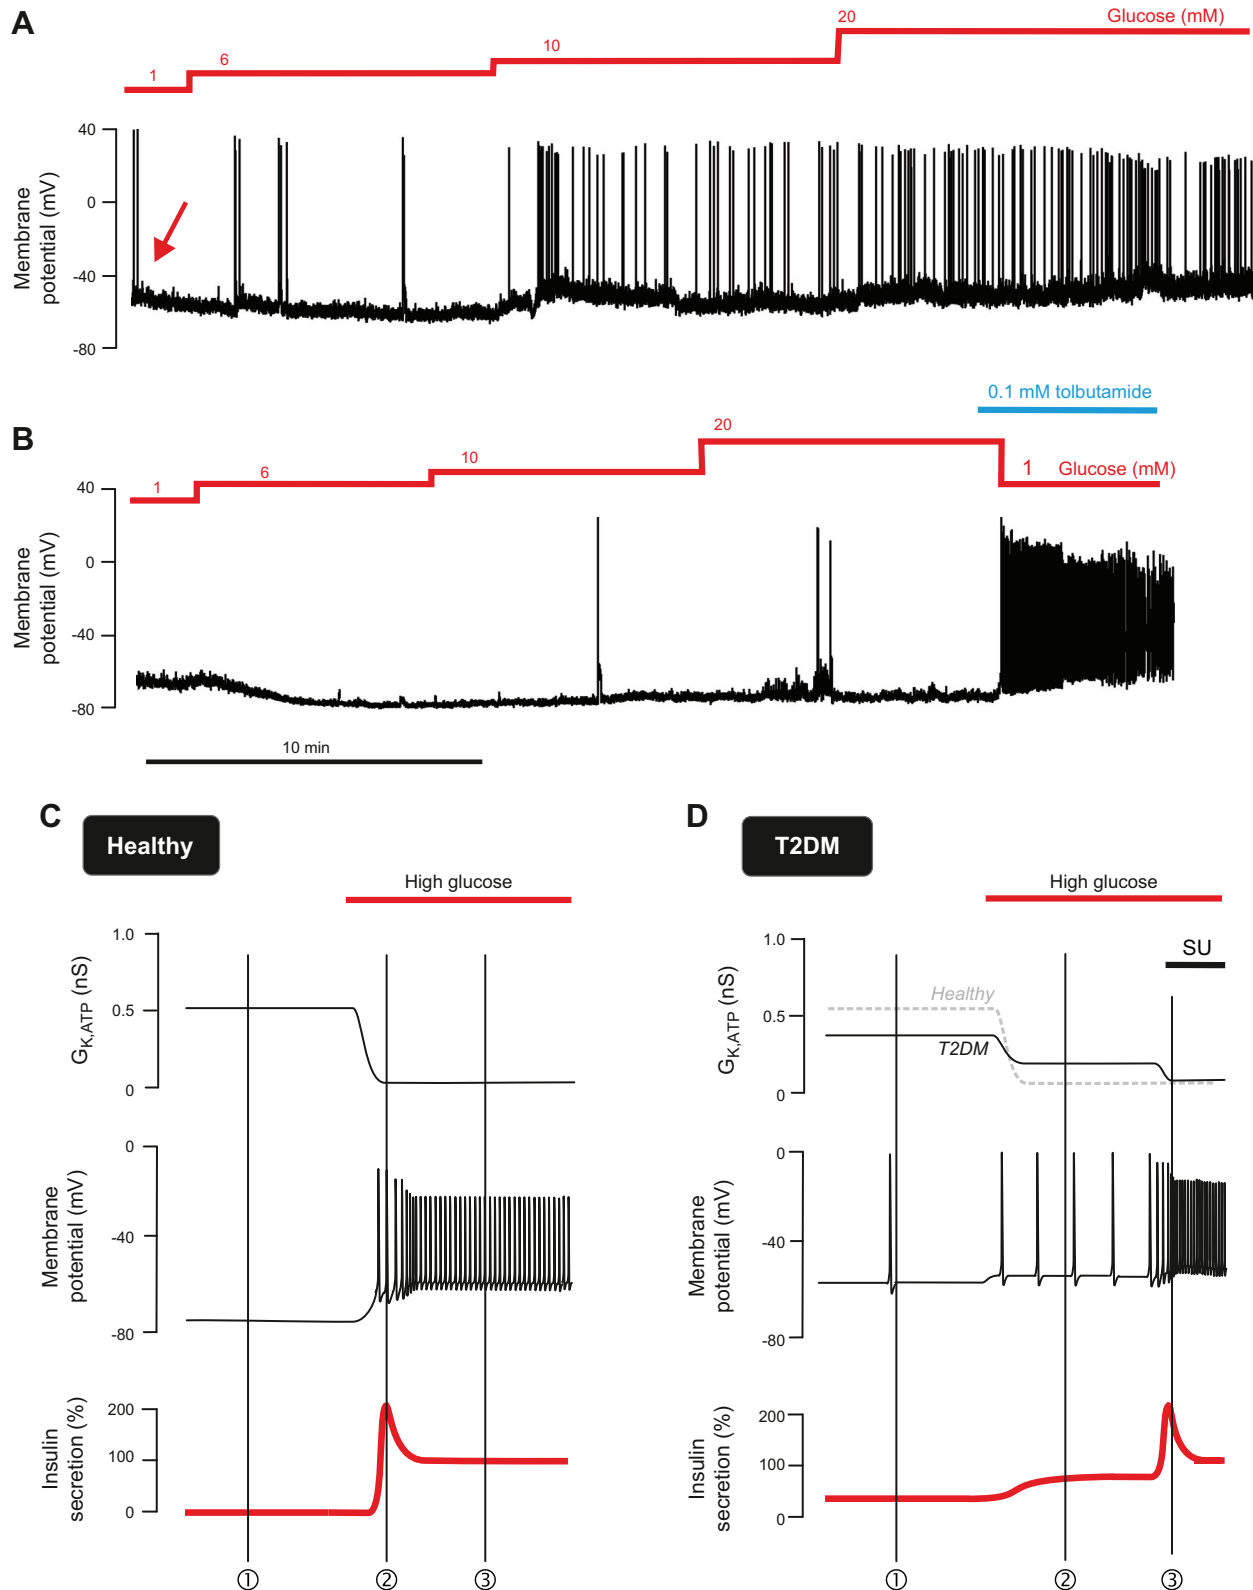 A
1
6
10
20
Glucose (mM)
40
0
-40
-80
Membrane
potential (mV)
0.1 mM tolbutamide
B
1
6
10
20
1
Glucose (mM)
40
0
-40
-80
Membrane
potential (mV)
10 min
C
Healthy
High glucose
1.0
0.5
0
G K,ATP (nS)
0
-40
-80
Membrane
potential (mV)
200
100
0
Insulin
secretion (%)
①
②
③
D
T2DM
High glucose
SU
1.0
0.5
0
G K,ATP (nS)
Healthy
T2DM
0
-40
-80
Membrane
potential (mV)
200
100
0
Insulin
secretion (%)
①
②
③